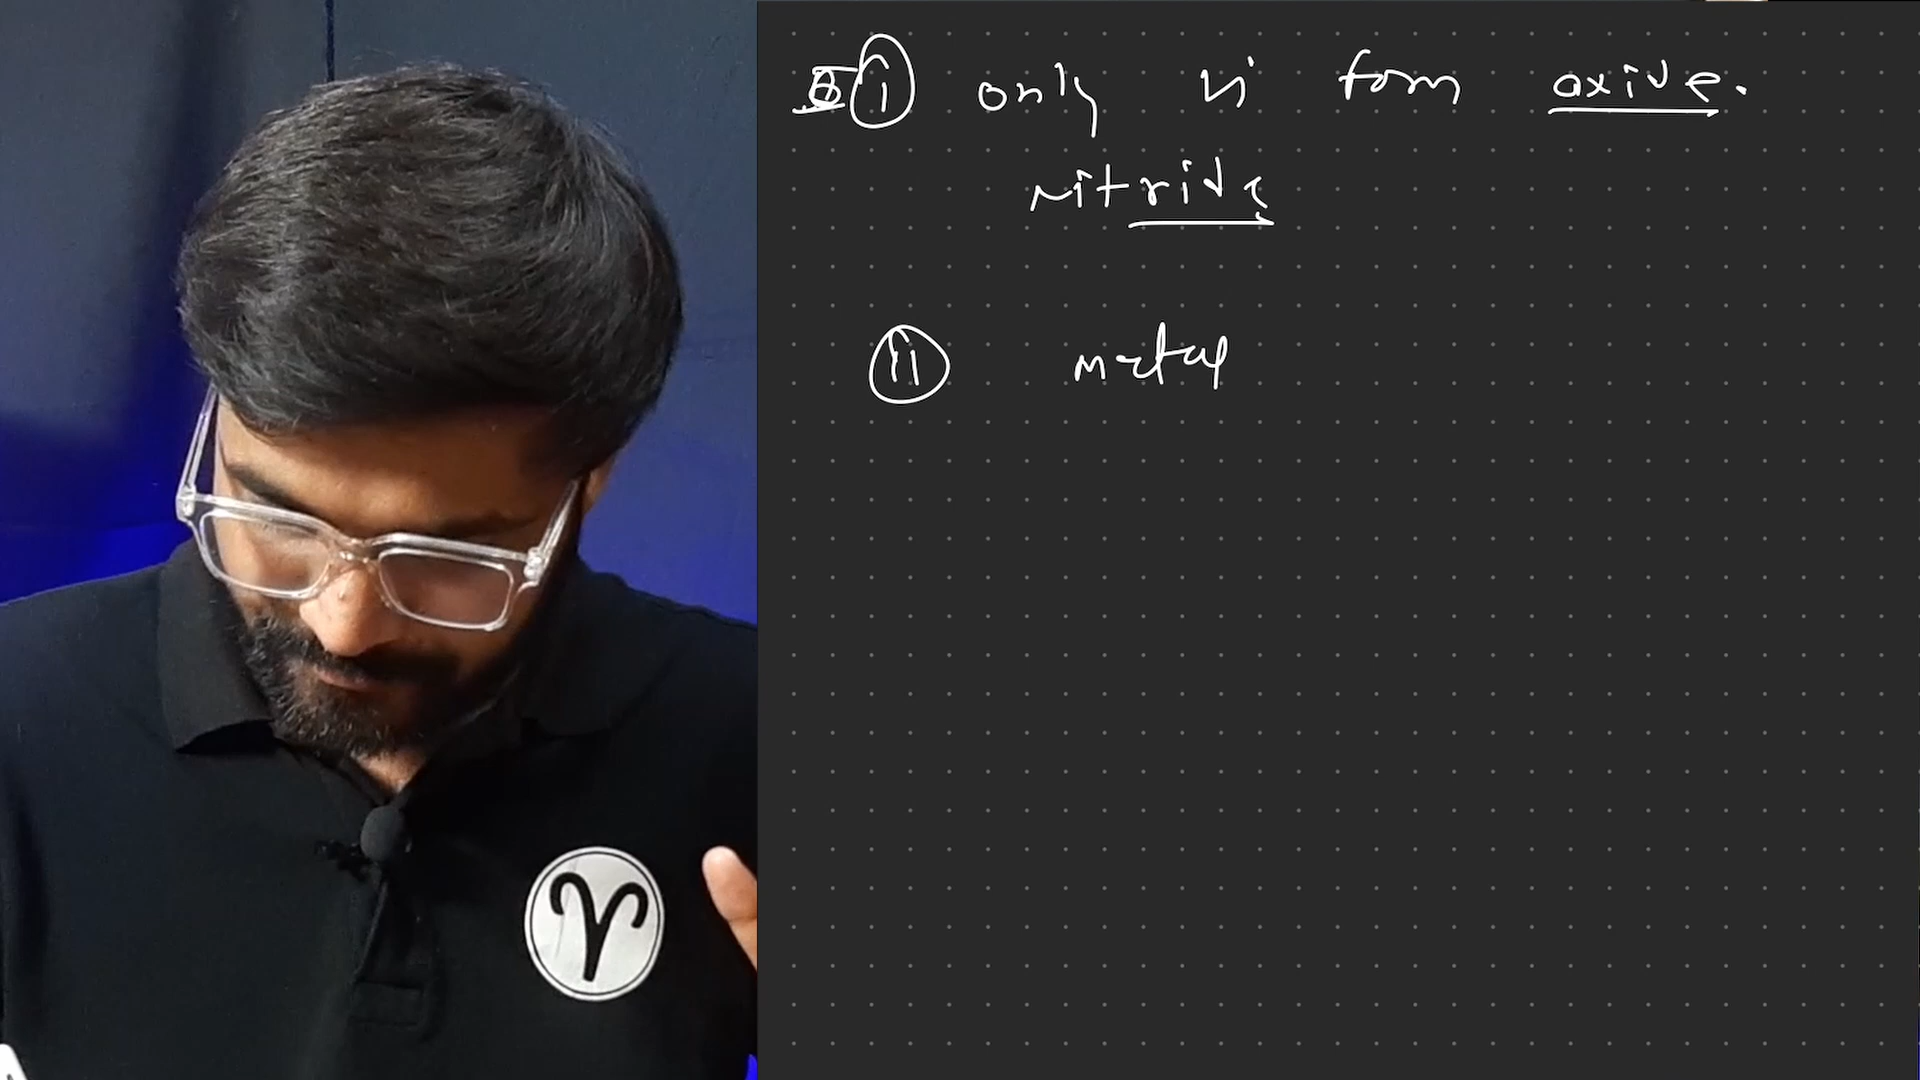 (i) only Li form oxide.
nitride
(ii) metal